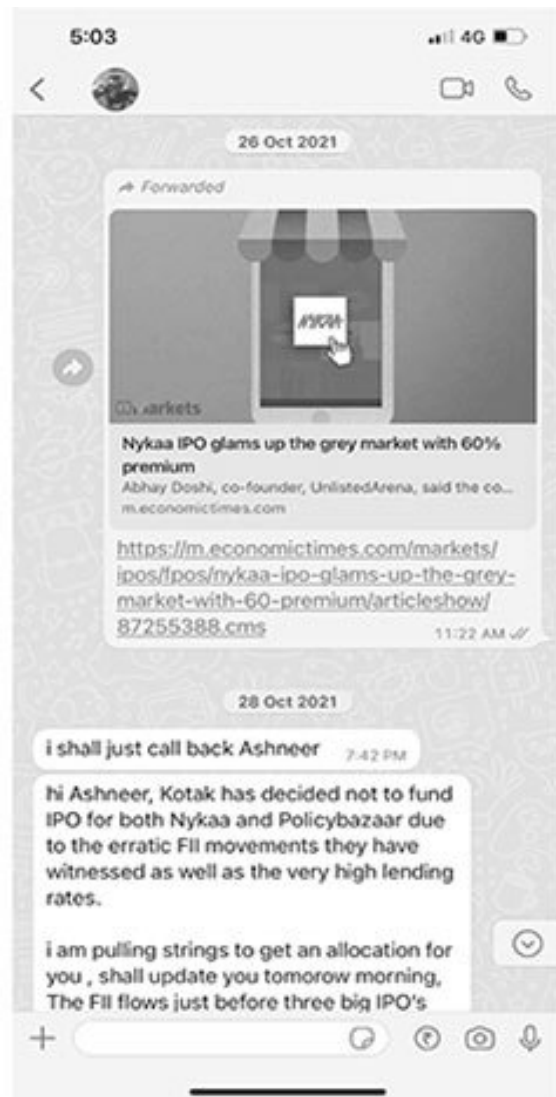 5:03
4G
26 Oct 2021
Forwarded
NYKAA
markets
Nykaa IPO glams up the grey market with 60%
premium
Abhay Doshi, co-founder, UnlistedArena, said the co...
m.economictimes.com
https://m.economictimes.com/markets/
ipos/fpos/nykaa-ipo-glams-up-the-grey-
market-with-60-premium/articleshow/
87255388.cms
11:22 AM
28 Oct 2021
i shall just call back Ashneer
7:42 PM
hi Ashneer, Kotak has decided not to fund
IPO for both Nykaa and Policybazaar due
to the erratic FII movements they have
witnessed as well as the very high lending
rates.
i am pulling strings to get an allocation for
you , shall update you tomorow morning,
The FII flows just before three big IPO's